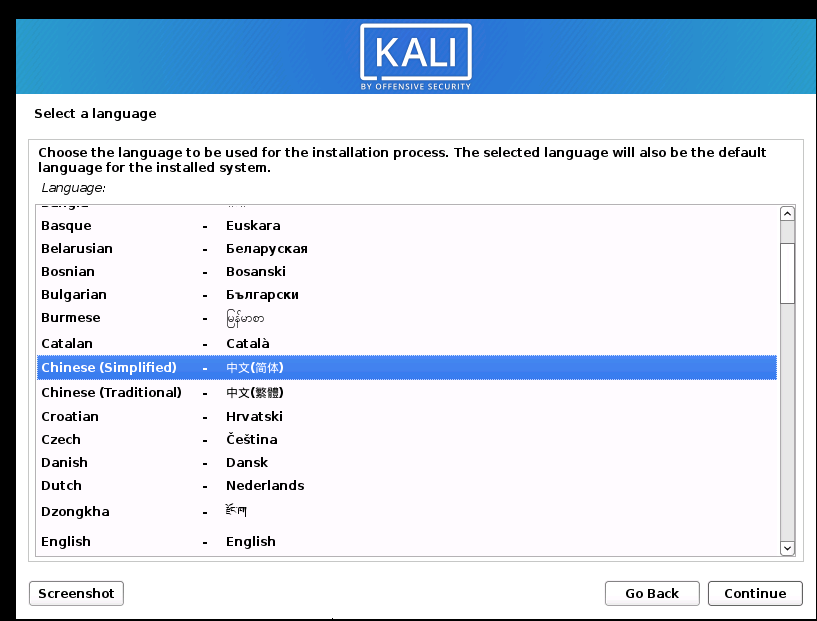 KALI
BY OFFENSIVE SECURITY
Select a language
Choose the language to be used for the installation process. The selected language will also be the default
language for the installed system.
Language:
Basque - Euskara
Belarusian - Беларуская
Bosnian - Bosanski
Bulgarian - Български
Burmese - မြန်မာစာ
Catalan - Català
Chinese (Simplified) - 中文(简体)
Chinese (Traditional) - 中文(繁體)
Croatian - Hrvatski
Czech - Čeština
Danish - Dansk
Dutch - Nederlands
Dzongkha - རྫོང་ཁ།
English - English
Screenshot Go Back Continue